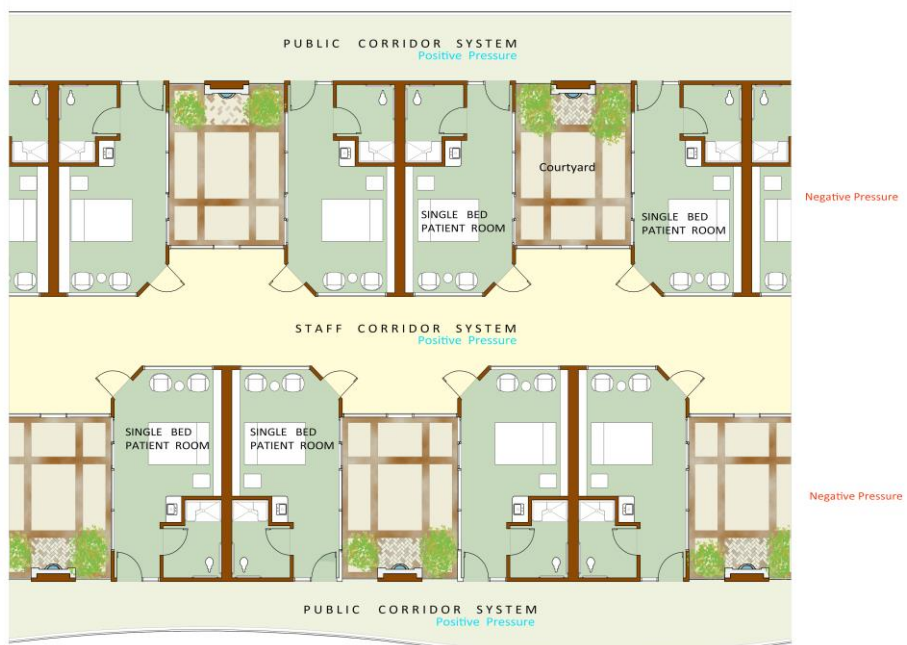 PUBLIC CORRIDOR SYSTEM
Positive Pressure
Courtyard
Negative Pressure
SINGLE BED
PATIENT ROOM
SINGLE BED
PATIENT ROOM
STAFF CORRIDOR SYSTEM
Positive Pressure
SINGLE BED
PATIENT ROOM
SINGLE BED
PATIENT ROOM
Negative Pressure
PUBLIC CORRIDOR SYSTEM
Positive Pressure